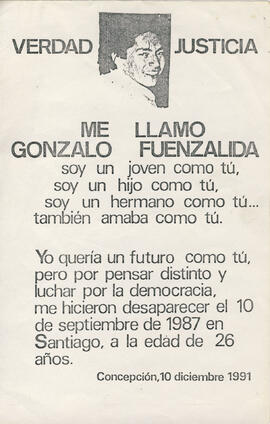 VERDAD JUSTICIA
ME LLAMO
GONZALO FUENZALIDA
soy un joven como tú,
soy un hijo como tú,
soy un hermano como tú...
también amaba como tú.
Yo quería un futuro como tú,
pero por pensar distinto y
luchar por la democracia,
me hicieron desaparecer el 10
de septiembre de 1987 en
Santiago, a la edad de 26
años.
Concepción, 10 diciembre 1991